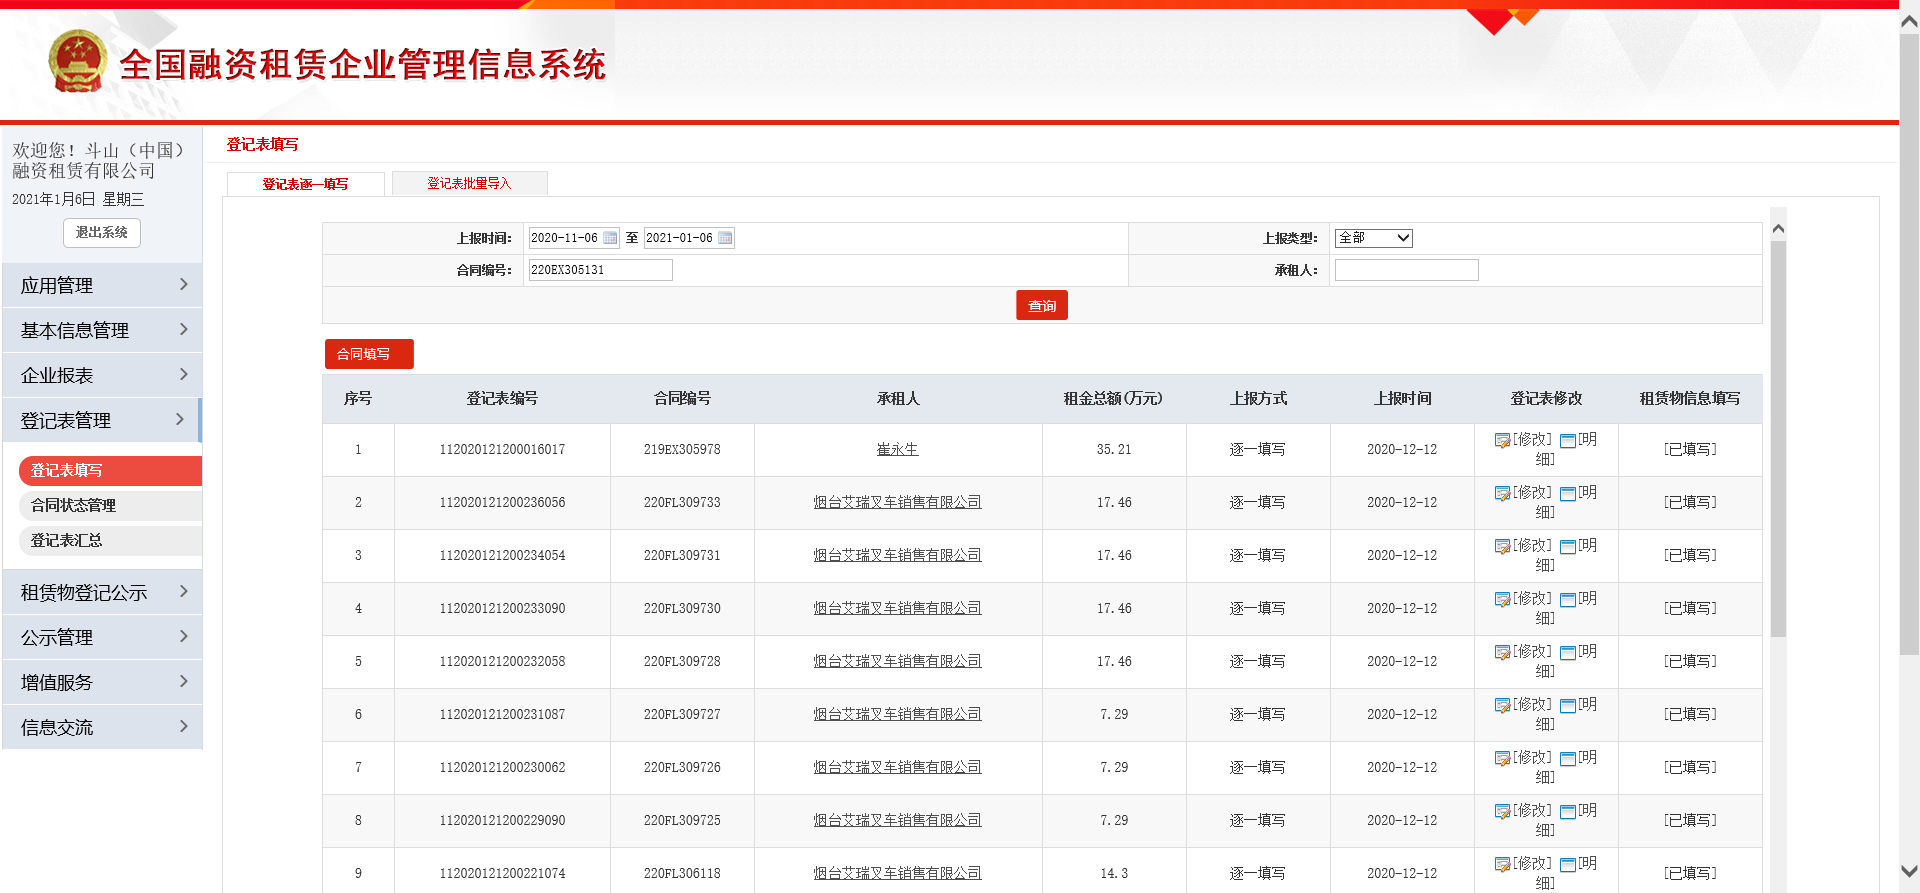 全国融资租赁企业管理信息系统
欢迎您！斗山（中国）
融资租赁有限公司
2021年1月6日 星期三
退出系统
应用管理
基本信息管理
企业报表
登记表管理
登记表填写
合同状态管理
登记表汇总
租赁物登记公示
公示管理
增值服务
信息交流
登记表填写
登记表逐一填写 登记表批量导入
上报时间： 2020-11-06 至 2021-01-06 上报类型： 全部
合同编号： 220EX305131 承租人：
查询
合同填写
序号 登记表编号 合同编号 承租人 租金总额(万元) 上报方式 上报时间 登记表修改 租赁物信息填写
1 112020121200016017 219EX305978 崔永生 35.21 逐一填写 2020-12-12 [修改] [明细] [已填写]
2 112020121200236056 220FL309733 烟台艾瑞叉车销售有限公司 17.46 逐一填写 2020-12-12 [修改] [明细] [已填写]
3 112020121200234054 220FL309731 烟台艾瑞叉车销售有限公司 17.46 逐一填写 2020-12-12 [修改] [明细] [已填写]
4 112020121200233090 220FL309730 烟台艾瑞叉车销售有限公司 17.46 逐一填写 2020-12-12 [修改] [明细] [已填写]
5 112020121200232058 220FL309728 烟台艾瑞叉车销售有限公司 17.46 逐一填写 2020-12-12 [修改] [明细] [已填写]
6 112020121200231087 220FL309727 烟台艾瑞叉车销售有限公司 7.29 逐一填写 2020-12-12 [修改] [明细] [已填写]
7 112020121200230062 220FL309726 烟台艾瑞叉车销售有限公司 7.29 逐一填写 2020-12-12 [修改] [明细] [已填写]
8 112020121200229090 220FL309725 烟台艾瑞叉车销售有限公司 7.29 逐一填写 2020-12-12 [修改] [明细] [已填写]
9 112020121200221074 220FL306118 烟台艾瑞叉车销售有限公司 14.3 逐一填写 2020-12-12 [修改] [明细] [已填写]